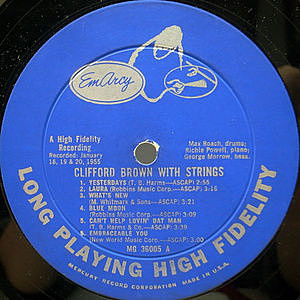 EmArcy
A High Fidelity
Recording
Recorded: January
18, 19 & 20, 1955
Max Roach, drums;
Richie Powell, piano;
George Morrow, bass.
CLIFFORD BROWN WITH STRINGS
1. YESTERDAYS (T. B. Harms—ASCAP) 2:56
2. LAURA (Robbins Music Corp.—ASCAP) 3:16
3. WHAT'S NEW
(M. Whitmark & Sons—ASCAP) 3:21
4. BLUE MOON
(Robbins Music Corp.—ASCAP) 3:11
5. CAN'T HELP LOVIN' DAT MAN
(T. B. Harms & Co.—ASCAP) 3:39
6. EMBRACEABLE YOU
(New World Music Corp.—ASCAP) 3:00
MG 36005 A
LONG PLAYING HIGH FIDELITY
MERCURY RECORD CORPORATION MADE IN U.S.A.